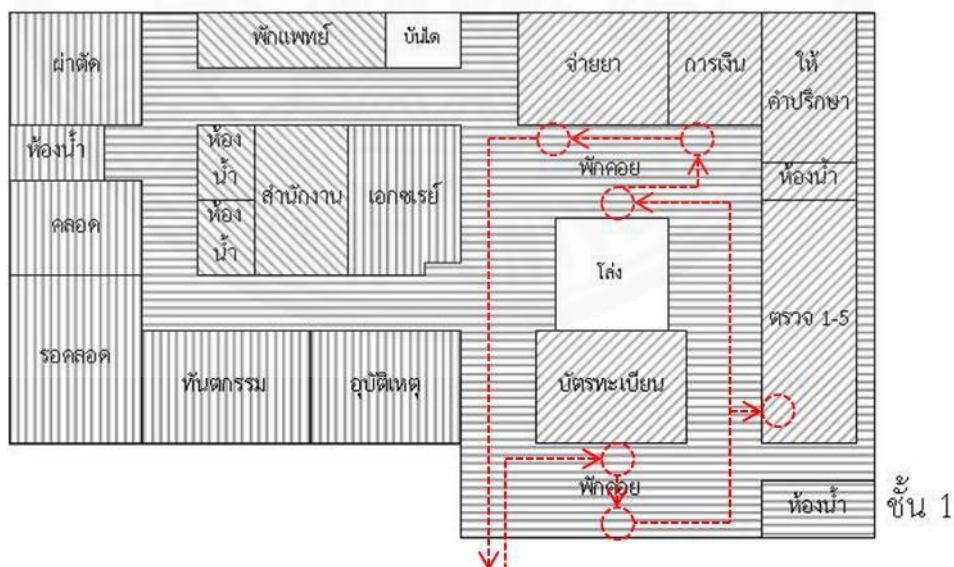 พักแพทย์
บันได
จ่ายยา
การเงิน
ให้
คำปรึกษา
ผ่าตัด
ห้องน้ำ
ห้อง
น้ำ
ห้อง
น้ำ
สำนักงาน
เอกซเรย์
พักคอย
ห้องน้ำ
คลอด
โล่ง
ตรวจ 1-5
รอคลอด
ทันตกรรม
อุบัติเหตุ
บัตรทะเบียน
พักคอย
ห้องน้ำ
ชั้น 1